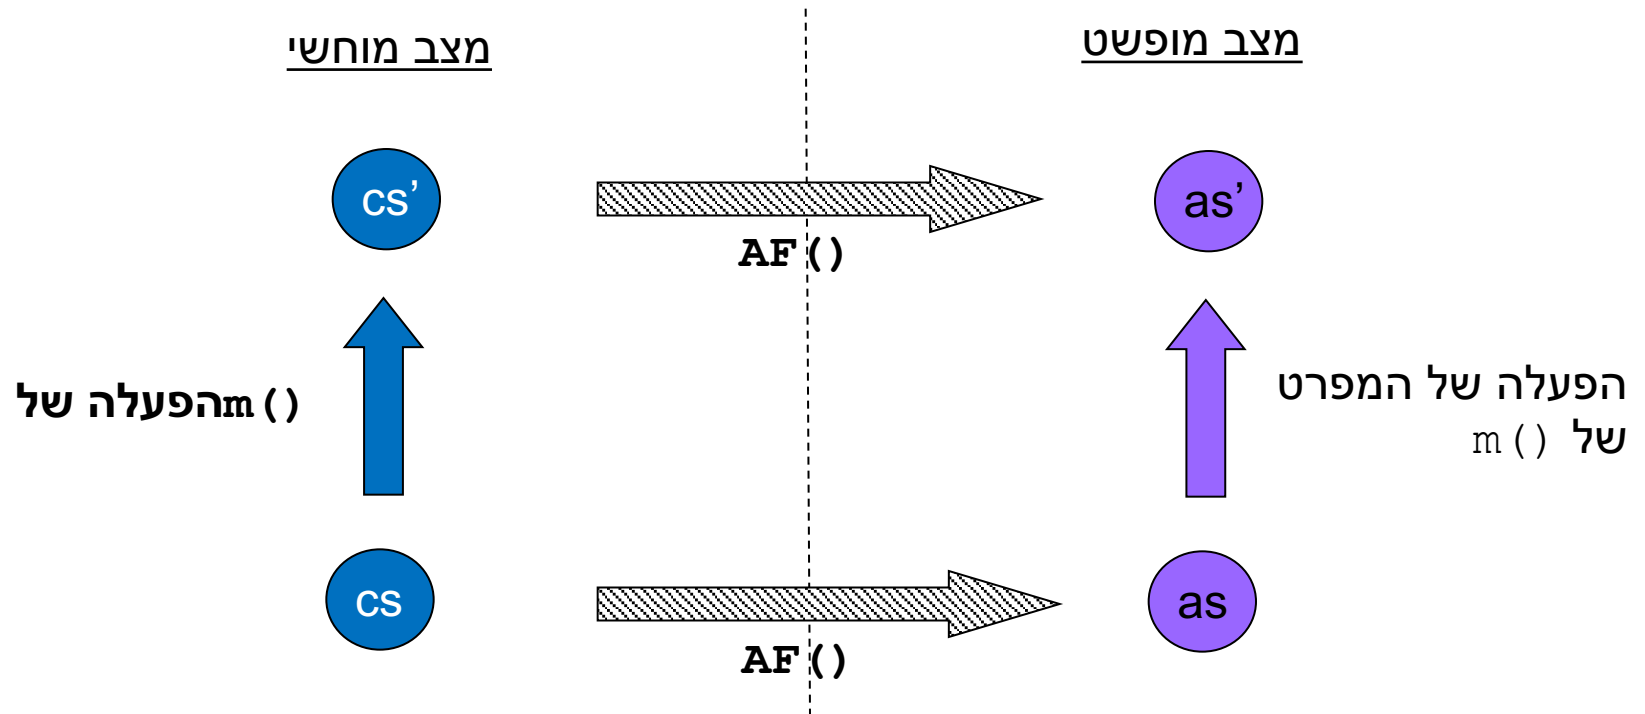 מצב מוחשי
מצב מופשט
cs’
as’
AF()
הפעלה של m()
הפעלה של המפרט
של m()
cs
as
AF()